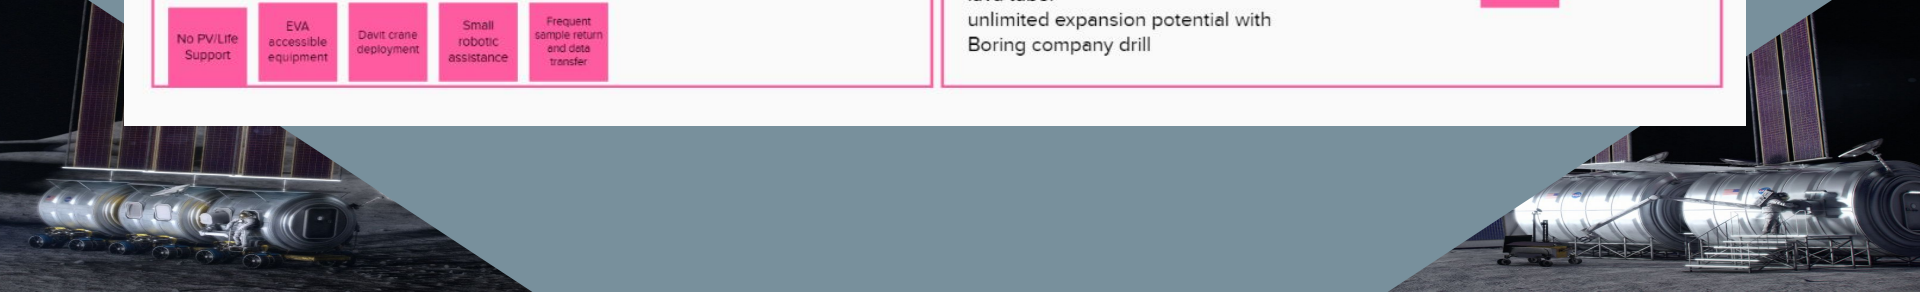 No PV/Life
Support
EVA
accessible
equipment
Davit crane
deployment
Small
robotic
assistance
Frequent
sample return
and data
transfer
unlimited expansion potential with
Boring company drill